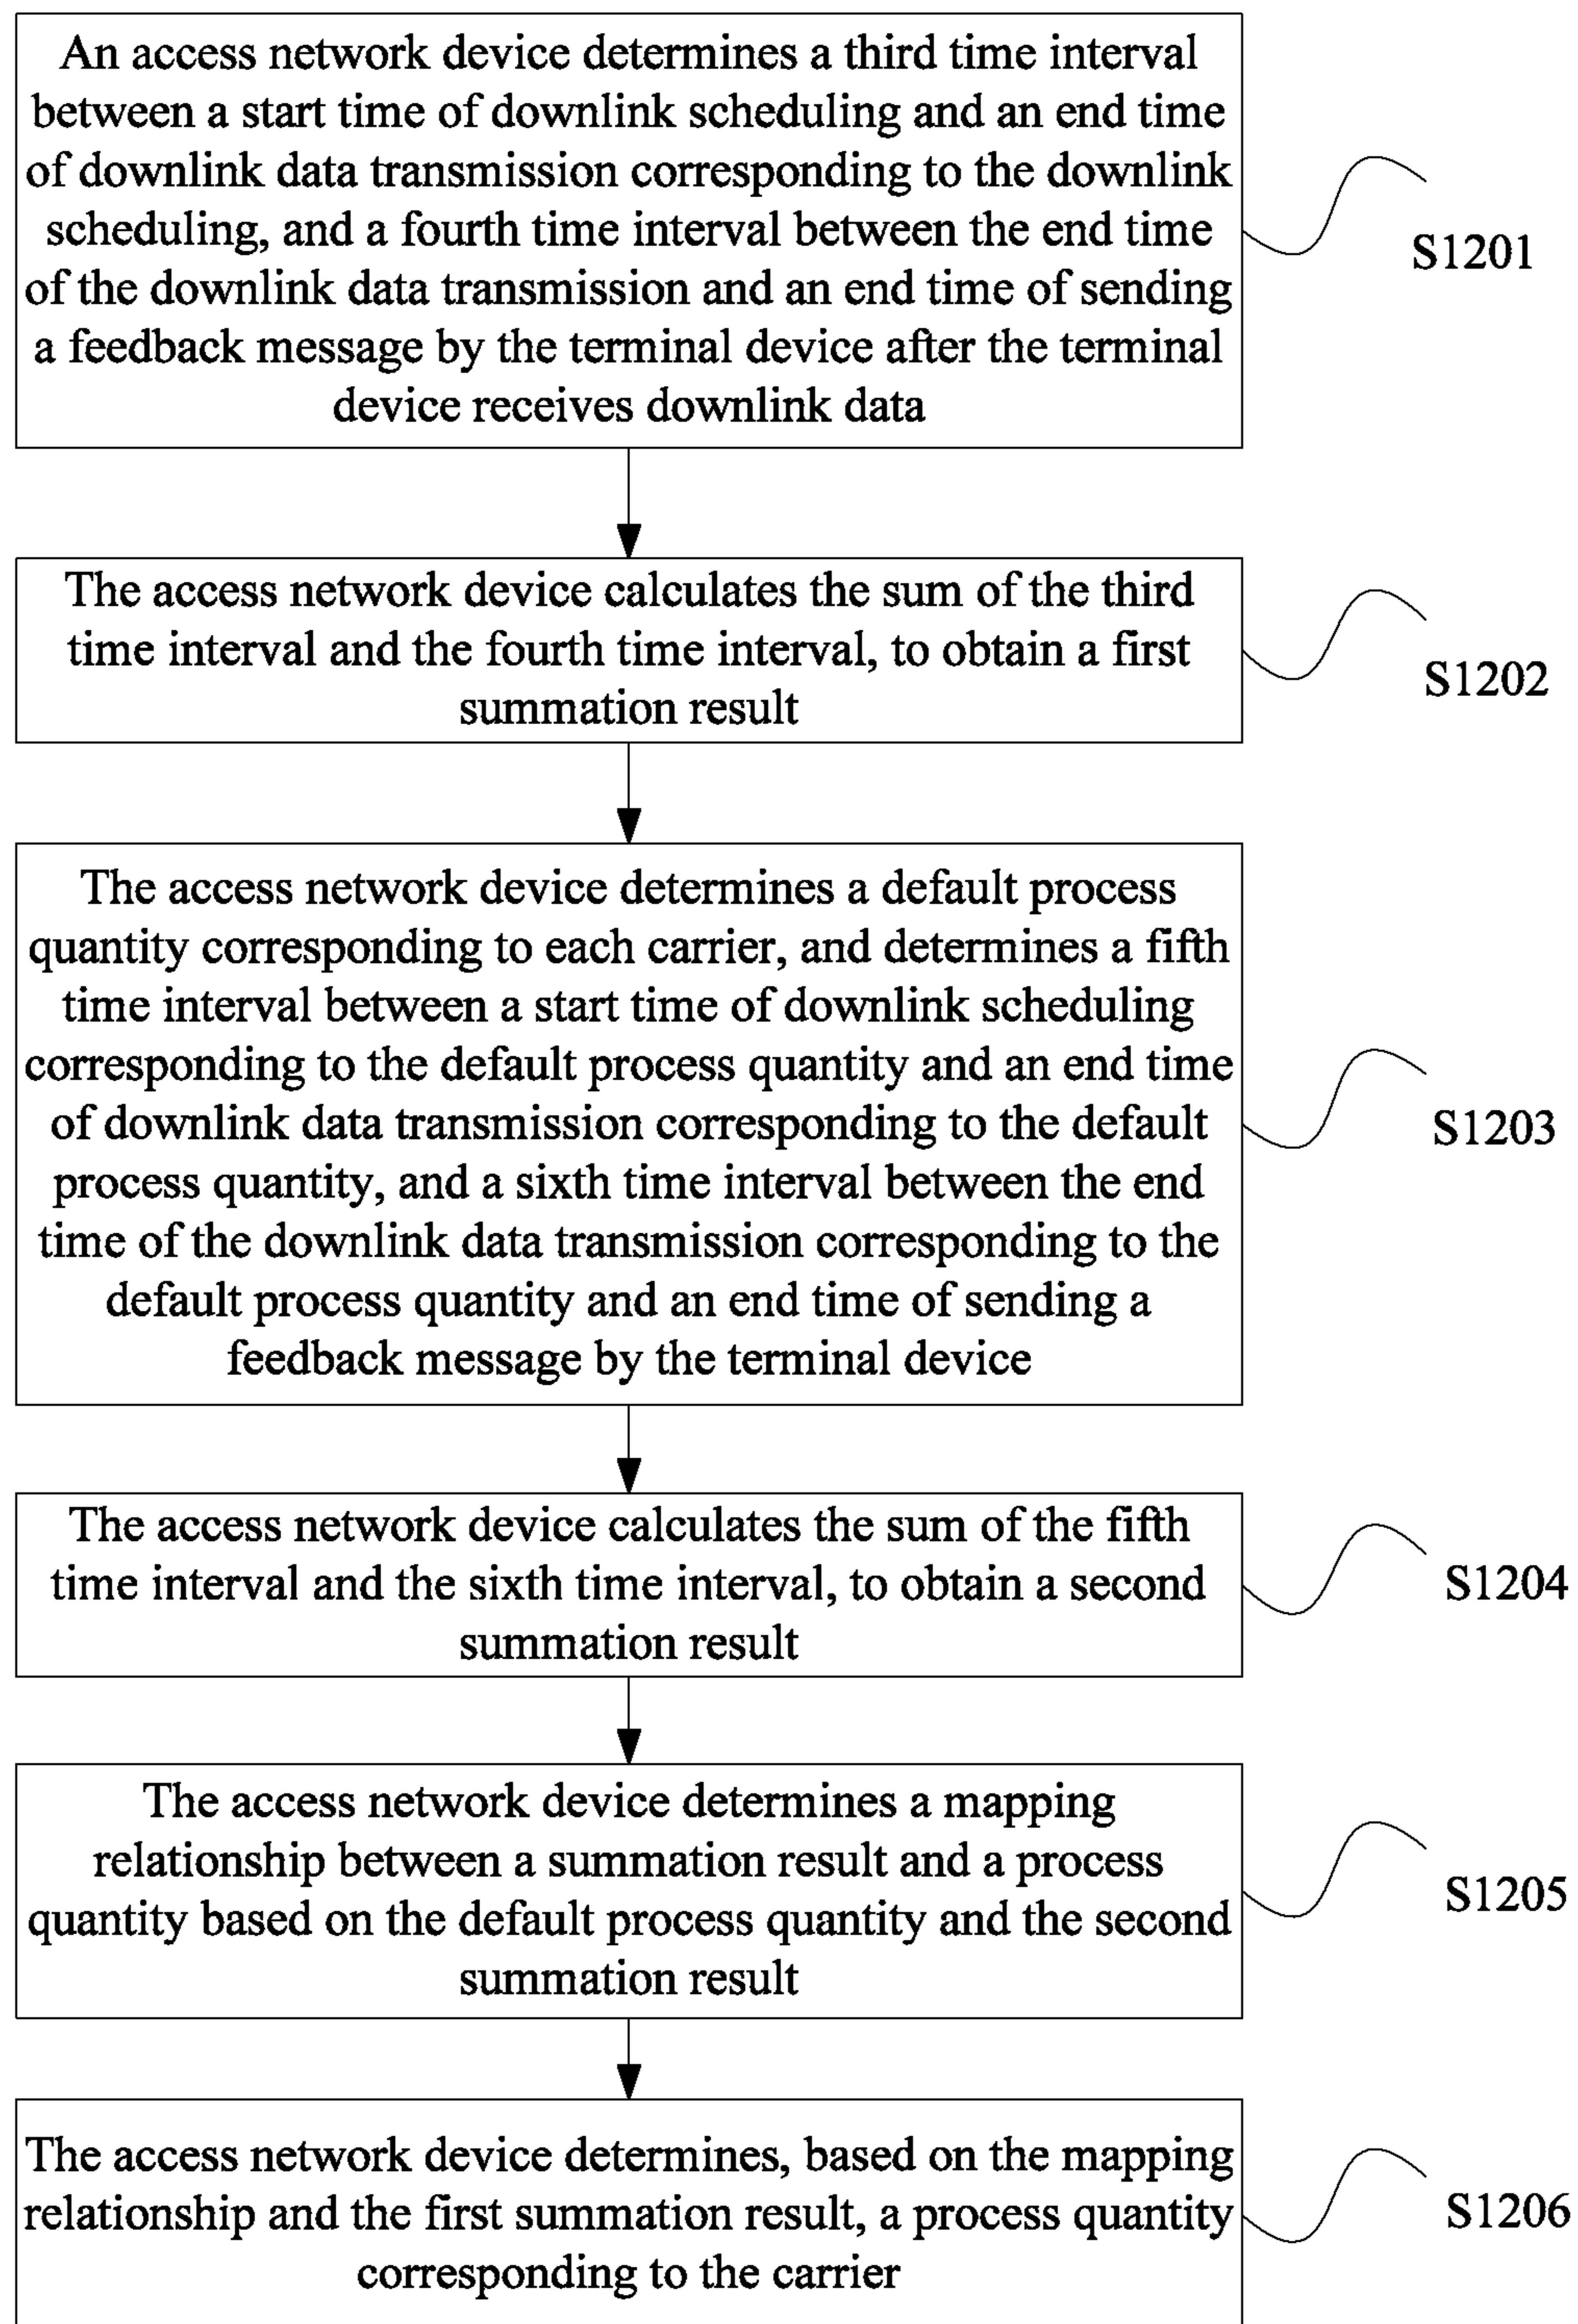 An access network device determines a third time interval
between a start time of downlink scheduling and an end time
of downlink data transmission corresponding to the downlink
scheduling, and a fourth time interval between the end time
of the downlink data transmission and an end time of sending
a feedback message by the terminal device after the terminal
device receives downlink data
S1201
The access network device calculates the sum of the third
time interval and the fourth time interval, to obtain a first
summation result
S1202
The access network device determines a default process
quantity corresponding to each carrier, and determines a fifth
time interval between a start time of downlink scheduling
corresponding to the default process quantity and an end time
of downlink data transmission corresponding to the default
process quantity, and a sixth time interval between the end
time of the downlink data transmission corresponding to the
default process quantity and an end time of sending a
feedback message by the terminal device
S1203
The access network device calculates the sum of the fifth
time interval and the sixth time interval, to obtain a second
summation result
S1204
The access network device determines a mapping
relationship between a summation result and a process
quantity based on the default process quantity and the second
summation result
S1205
The access network device determines, based on the mapping
relationship and the first summation result, a process quantity
corresponding to the carrier
S1206